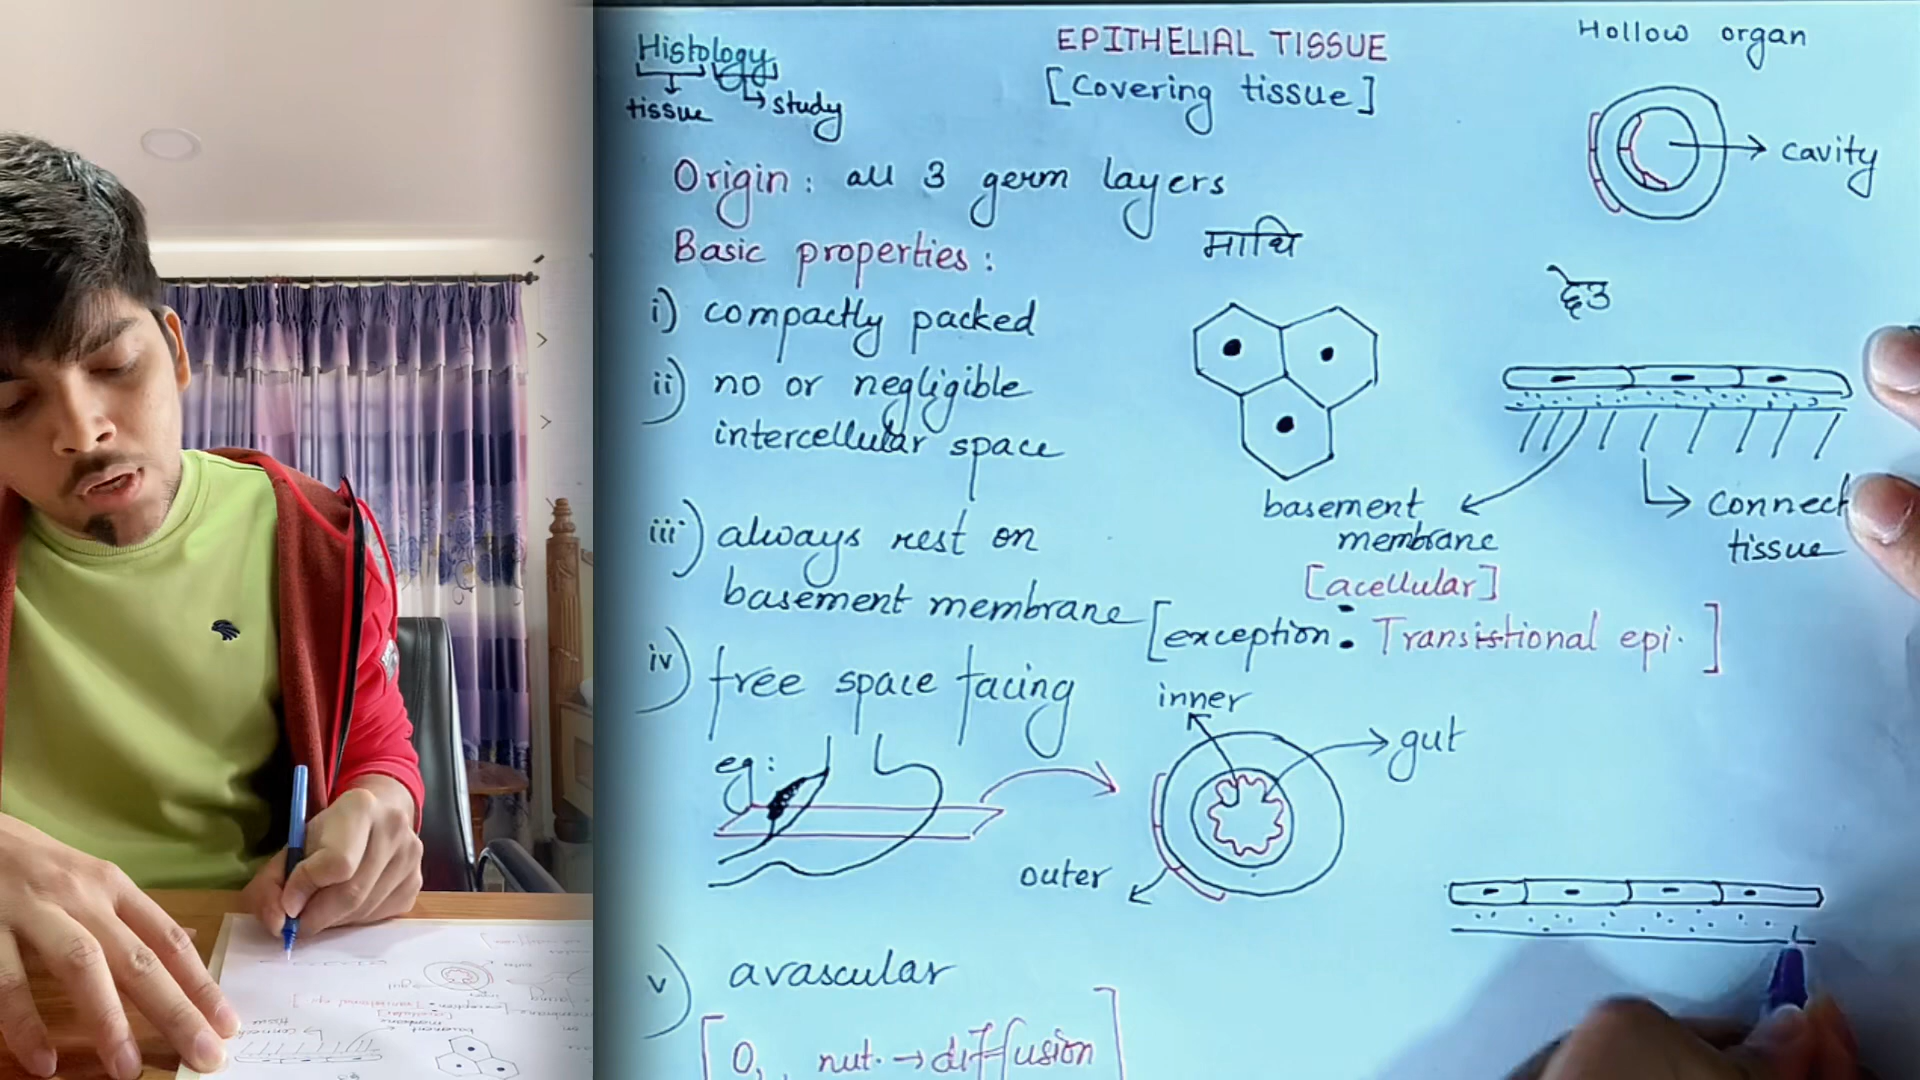 Histology
tissue
study
EPITHELIAL TISSUE
[Covering tissue]
Hollow organ
cavity
Origin: all 3 germ layers
Basic properties:
माथि
देउ
i) compactly packed
ii) no or negligible
intercellular space
iii) always rest on
basement membrane [exception: Transistional epi.]
basement
membrane
[acellular]
connect
tissue
iv) free space facing
eg:
inner
gut
outer
v) avascular
[O₂, nut. → diffusion]